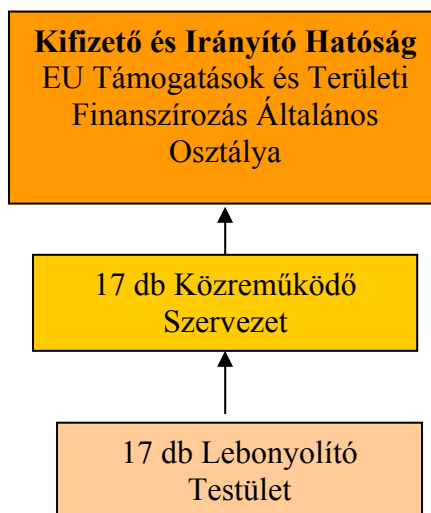 Kifizető és Irányító Hatóság
EU Támogatások és Területi
Finanszírozás Általános
Osztálya
17 db Közreműködő
Szervezet
17 db Lebonyolító
Testület